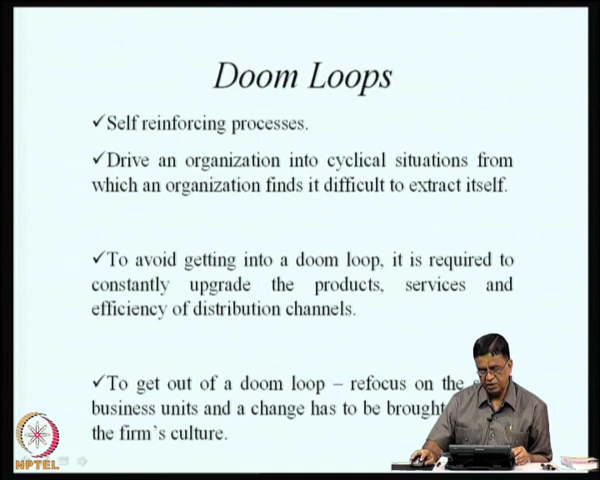 Doom Loops
✓Self reinforcing processes.
✓Drive an organization into cyclical situations from
which an organization finds it difficult to extract itself.
✓To avoid getting into a doom loop, it is required to
constantly upgrade the products, services and
efficiency of distribution channels.
✓To get out of a doom loop – refocus on the
business units and a change has to be brought
the firm`s culture.
NPTEL